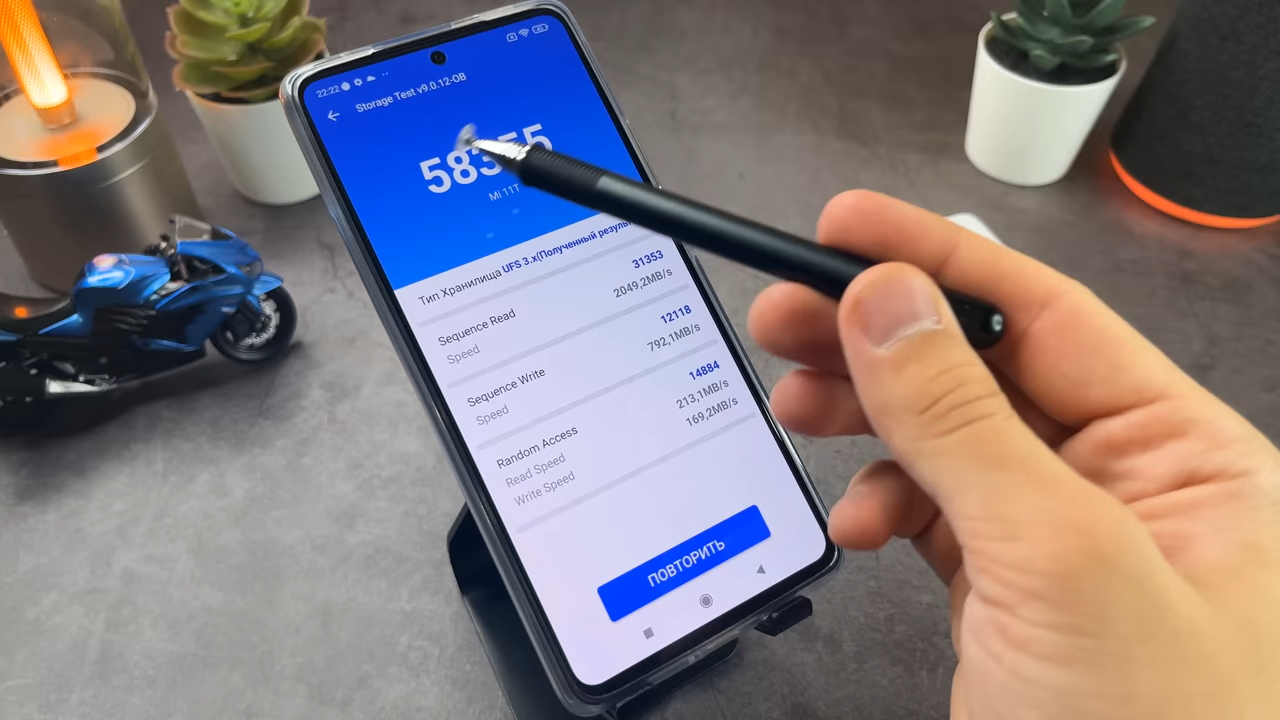 22:22
Storage Test v9.0.12-OB
58355
Mi 11T
Тип Хранилища UFS 3.x(Полученный
Sequence Read 31353
Speed 2049,2MB/s
Sequence Write 12118
Speed 792,1MB/s
Random Access 14884
Read Speed 213,1MB/s
Write Speed 169,2MB/s
ПОВТОРИТЬ